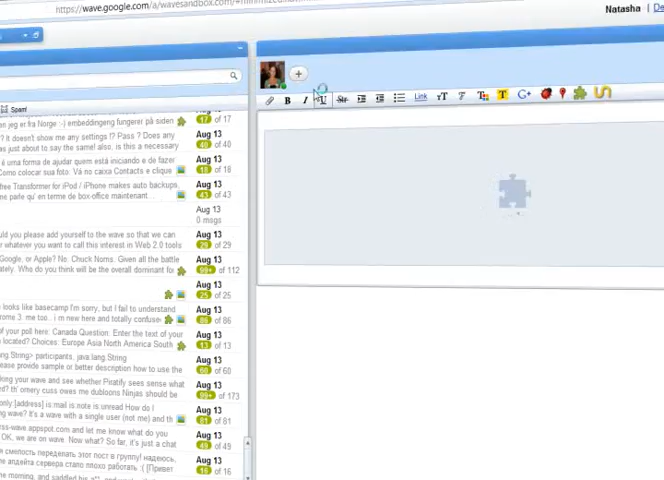 https://wave.google.com/a/wavesandbox.com/
Natasha | De
Spam!
en jeg er fra Norge :-) embeddingeng fungerer på siden 17 of 17
Aug 13
? It doesn't show me any settings !? Pass ? Does any
was just about to say the same! also, is this a necessary 40 of 40
Aug 13
é uma forma de ajudar quem está iniciando e de fazer
Como colocar sua foto: Vá no caixa Contacts e clique 18 of 18
Aug 13
free Transformer for iPod / iPhone makes auto backups,
me parle qu' en terme de box-office maintenant... 43 of 43
Aug 13
0 msgs
Aug 13
uld you please add yourself to the wave so that we can
r whatever you want to call this interest in Web 2.0 tools 29 of 29
Aug 13
Google, or Apple? No. Chuck Norris. Given all the battle
ately. Who do you think will be the overall dominant for 99+ of 112
Aug 13
25 of 25
Aug 13
looks like basecamp I'm sorry, but I fail to understand
rome 3. me too.. i m new here and totally confuse 86 of 86
Aug 13
of your poll here: Canada Question: Enter the text of your
located? Choices: Europe Asia North America South 13 of 13
Aug 13
ang.String> participants, java.lang.String
lease provide sample or better description how to use the 60 of 60
Aug 13
king your wave and see whether Piratify sees sense what
d? th' omery cuss owes me dubloons Ninjas should be 99+ of 173
Aug 13
only [address] is mail is note is unread How do I
ng wave? It's a wave with a single user (not me) and th 81 of 81
Aug 13
ss-wave.appspot.com and let me know what do you
OK, we are on wave. Now what? So far, it's just a chat 49 of 49
Aug 13
смелость переделать этот пост в группу! надеюсь,
апдейта сервера стало плохо работать :( [Привет 16 of 16
Aug 13
he morning, and saddled his
B I U Str Link tT T Tt T G+